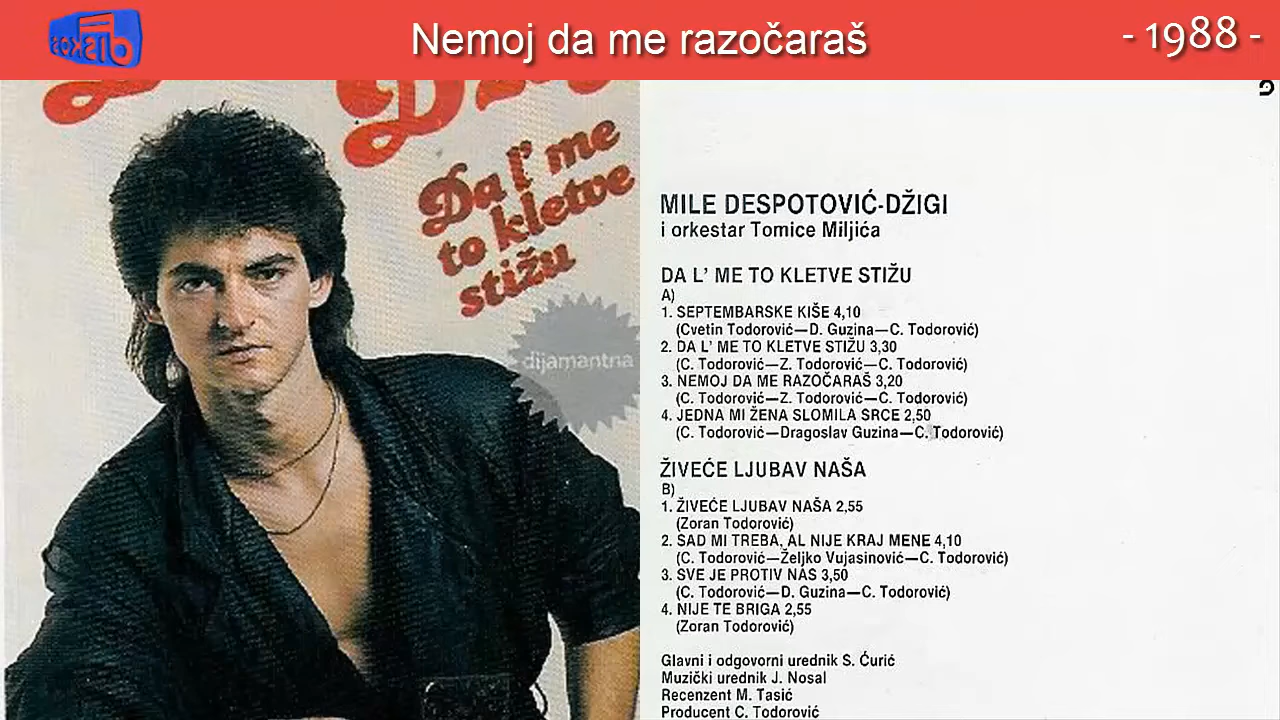 Nemoj da me razočaraš
- 1988 -
Da l' me
to kletve
stižu
dijamantna
MILE DESPOTOVIĆ-DŽIGI
i orkestar Tomice Miljića
DA L' ME TO KLETVE STIŽU
A)
1. SEPTEMBARSKE KIŠE 4,10
(Cvetin Todorović—D. Guzina—C. Todorović)
2. DA L' ME TO KLETVE STIŽU 3,30
(C. Todorović—Z. Todorović—C. Todorović)
3. NEMOJ DA ME RAZOČARAŠ 3,20
(C. Todorović—Z. Todorović—C. Todorović)
4. JEDNA MI ŽENA SLOMILA SRCE 2,50
(C. Todorović—Dragoslav Guzina—C. Todorović)
ŽIVEĆE LJUBAV NAŠA
B)
1. ŽIVEĆE LJUBAV NAŠA 2,55
(Zoran Todorović)
2. SAD MI TREBA, AL NIJE KRAJ MENE 4,10
(C. Todorović—Željko Vujasinović—C. Todorović)
3. SVE JE PROTIV NAS 3,50
(C. Todorović—D. Guzina—C. Todorović)
4. NIJE TE BRIGA 2,55
(Zoran Todorović)
Glavni i odgovorni urednik S. Ćurić
Muzički urednik J. Nosal
Recenzent M. Tasić
Producent C. Todorović